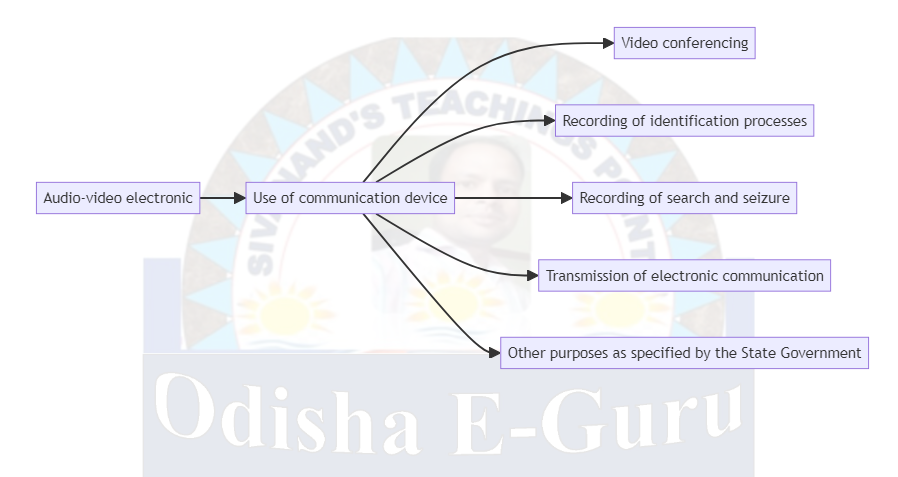 Video conferencing
Recording of identification processes
Audio-video electronic
Use of communication device
Recording of search and seizure
Transmission of electronic communication
Other purposes as specified by the State Government
SIVANAND'S TEACHINGS POINT
Odisha E-Guru